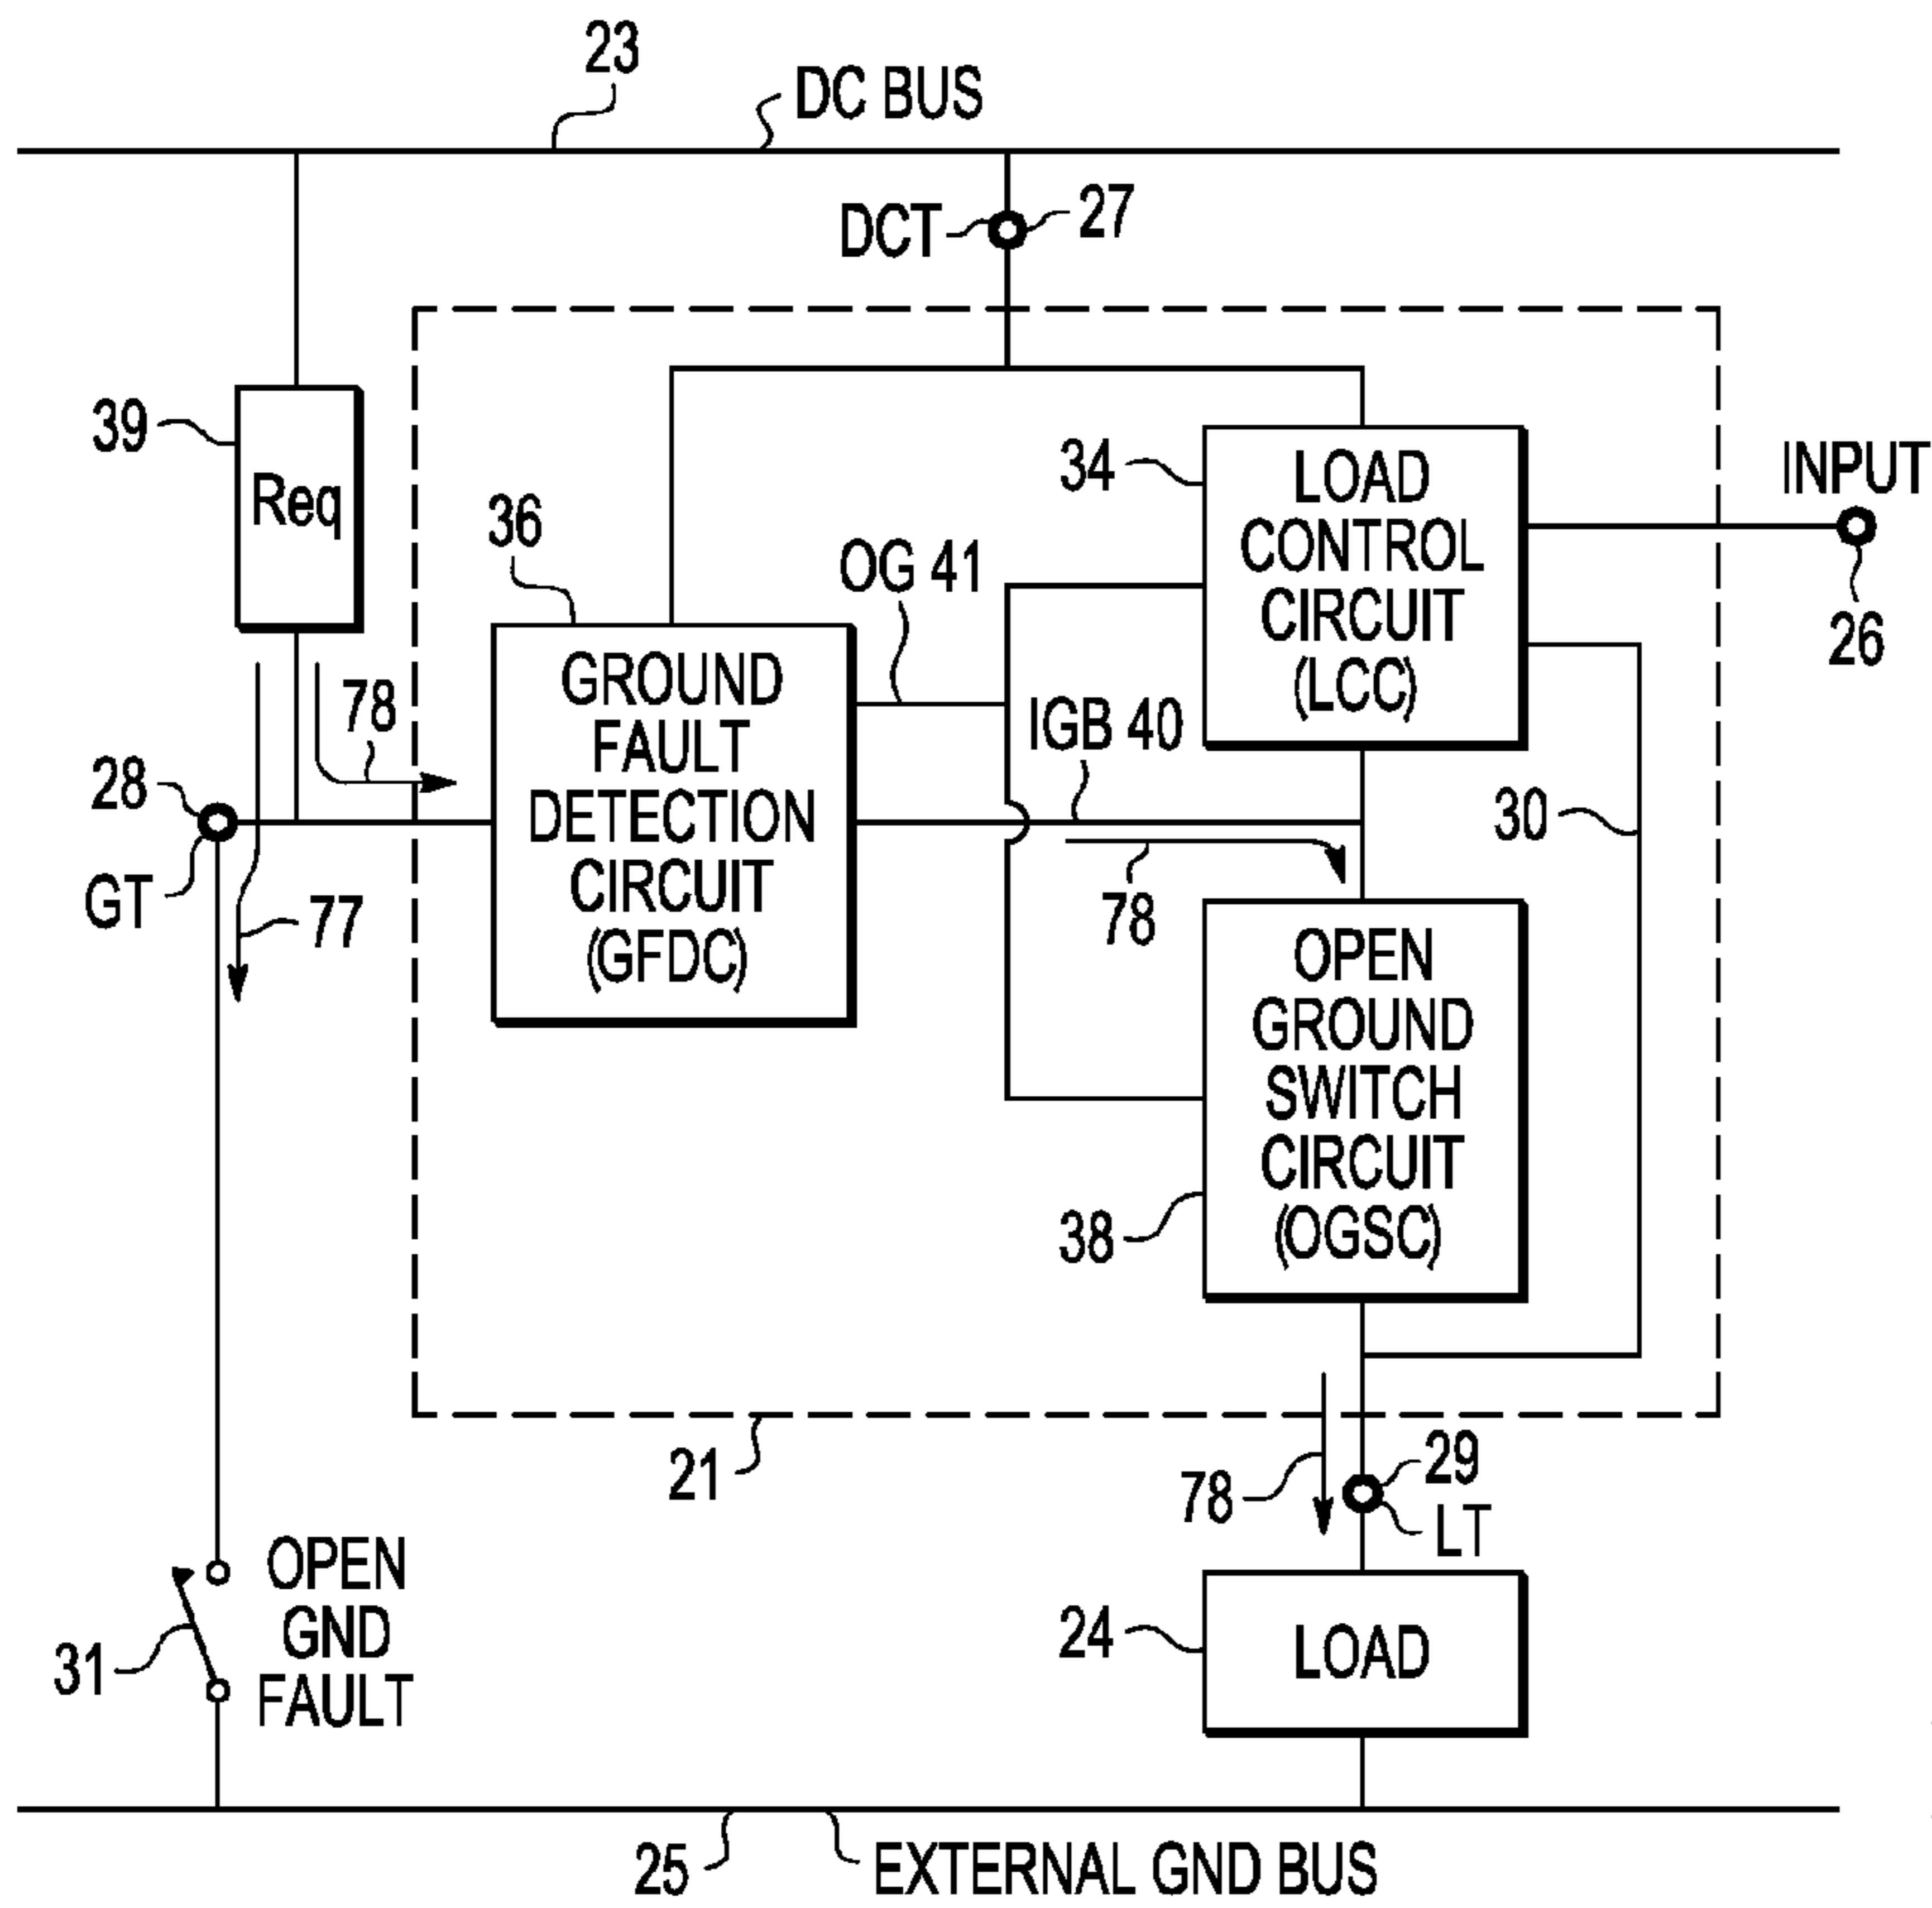 23
DC BUS
DCT
27
39
Req
34
LOAD
CONTROL
CIRCUIT
(LCC)
INPUT
26
36
OG 41
GROUND
FAULT
DETECTION
CIRCUIT
(GFDC)
IGB 40
78
28
GT
77
30
78
OPEN
GROUND
SWITCH
CIRCUIT
(OGSC)
38
21
78
29
LT
OPEN
GND
FAULT
31
24
LOAD
25
EXTERNAL GND BUS